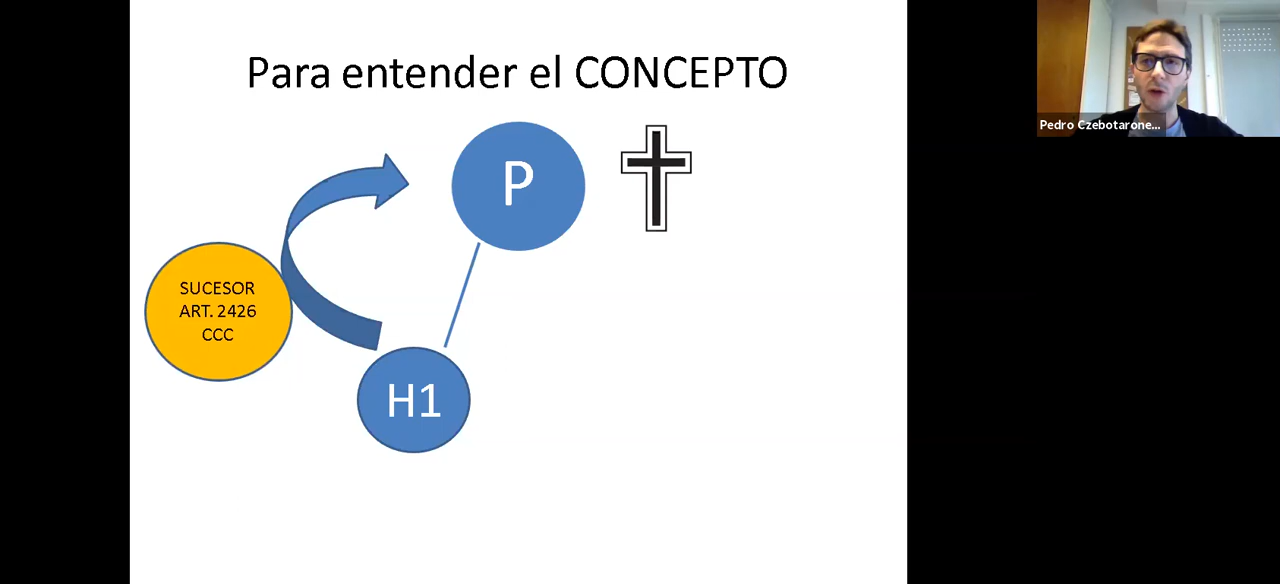 Para entender el CONCEPTO
P
SUCESOR
ART. 2426
CCC
H1
Pedro Czebotarone...